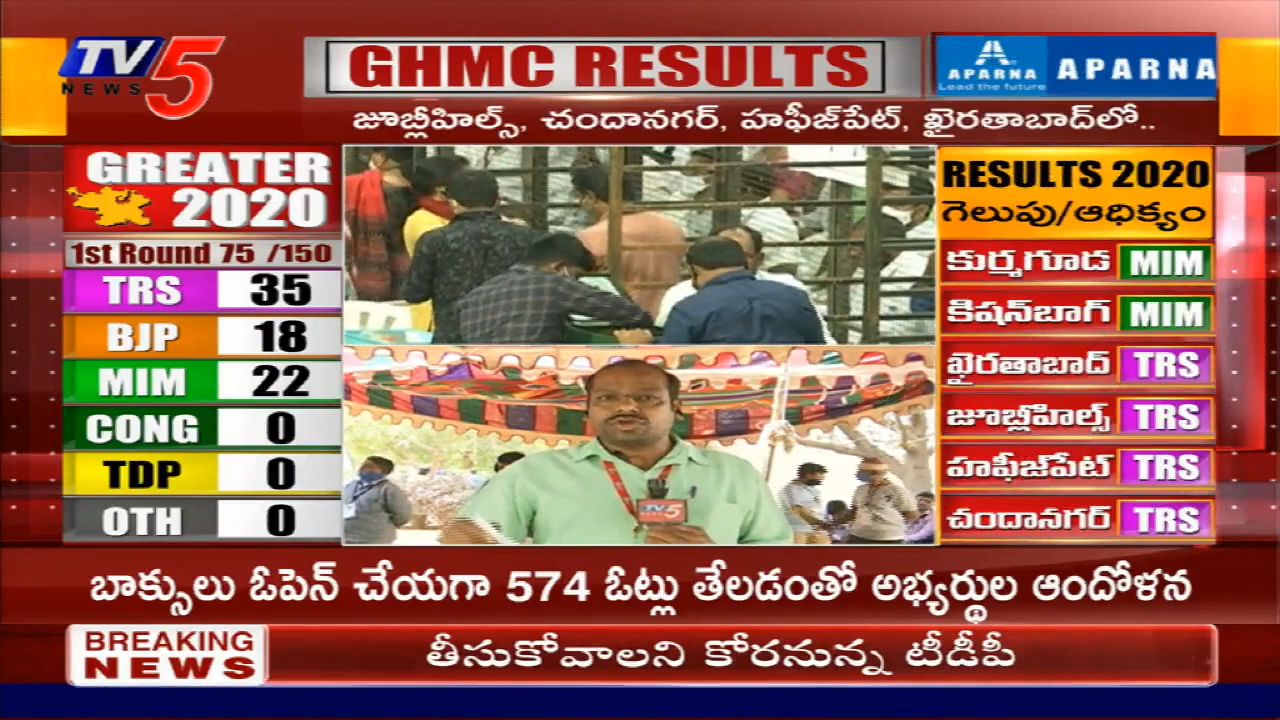 TV5
NEWS
GHMC RESULTS
APARNA
Lead the future
APARNA
జూబ్లీహిల్స్, చందానగర్, హఫీజ్‌పేట్, ఖైరతాబాద్‌లో..
GREATER
2020
1st Round 75 /150
TRS 35
BJP 18
MIM 22
CONG 0
TDP 0
OTH 0
TV5
RESULTS 2020
గెలుపు/ఆధిక్యం
కుర్మగూడ MIM
కిషన్‌బాగ్ MIM
ఖైరతాబాద్ TRS
జూబ్లీహిల్స్ TRS
హఫీజ్‌పేట్ TRS
చందానగర్ TRS
బాక్సులు ఓపెన్ చేయగా 574 ఓట్లు తేలడంతో అభ్యర్థుల ఆందోళన
BREAKING
NEWS
తీసుకోవాలని కోరనున్న టీడీపీ